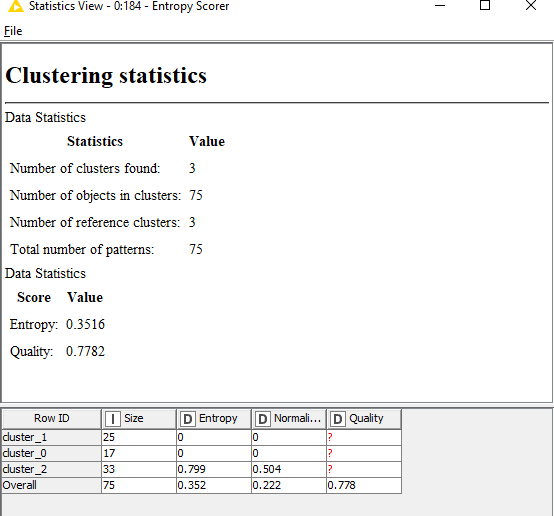 Statistics View - 0:184 - Entropy Scorer
File
Clustering statistics
Data Statistics
Statistics Value
Number of clusters found: 3
Number of objects in clusters: 75
Number of reference clusters: 3
Total number of patterns: 75
Data Statistics
Score Value
Entropy: 0.3516
Quality: 0.7782
Row ID I Size D Entropy D Normali... D Quality
cluster_1 25 0 0 ?
cluster_0 17 0 0 ?
cluster_2 33 0.799 0.504 ?
Overall 75 0.352 0.222 0.778